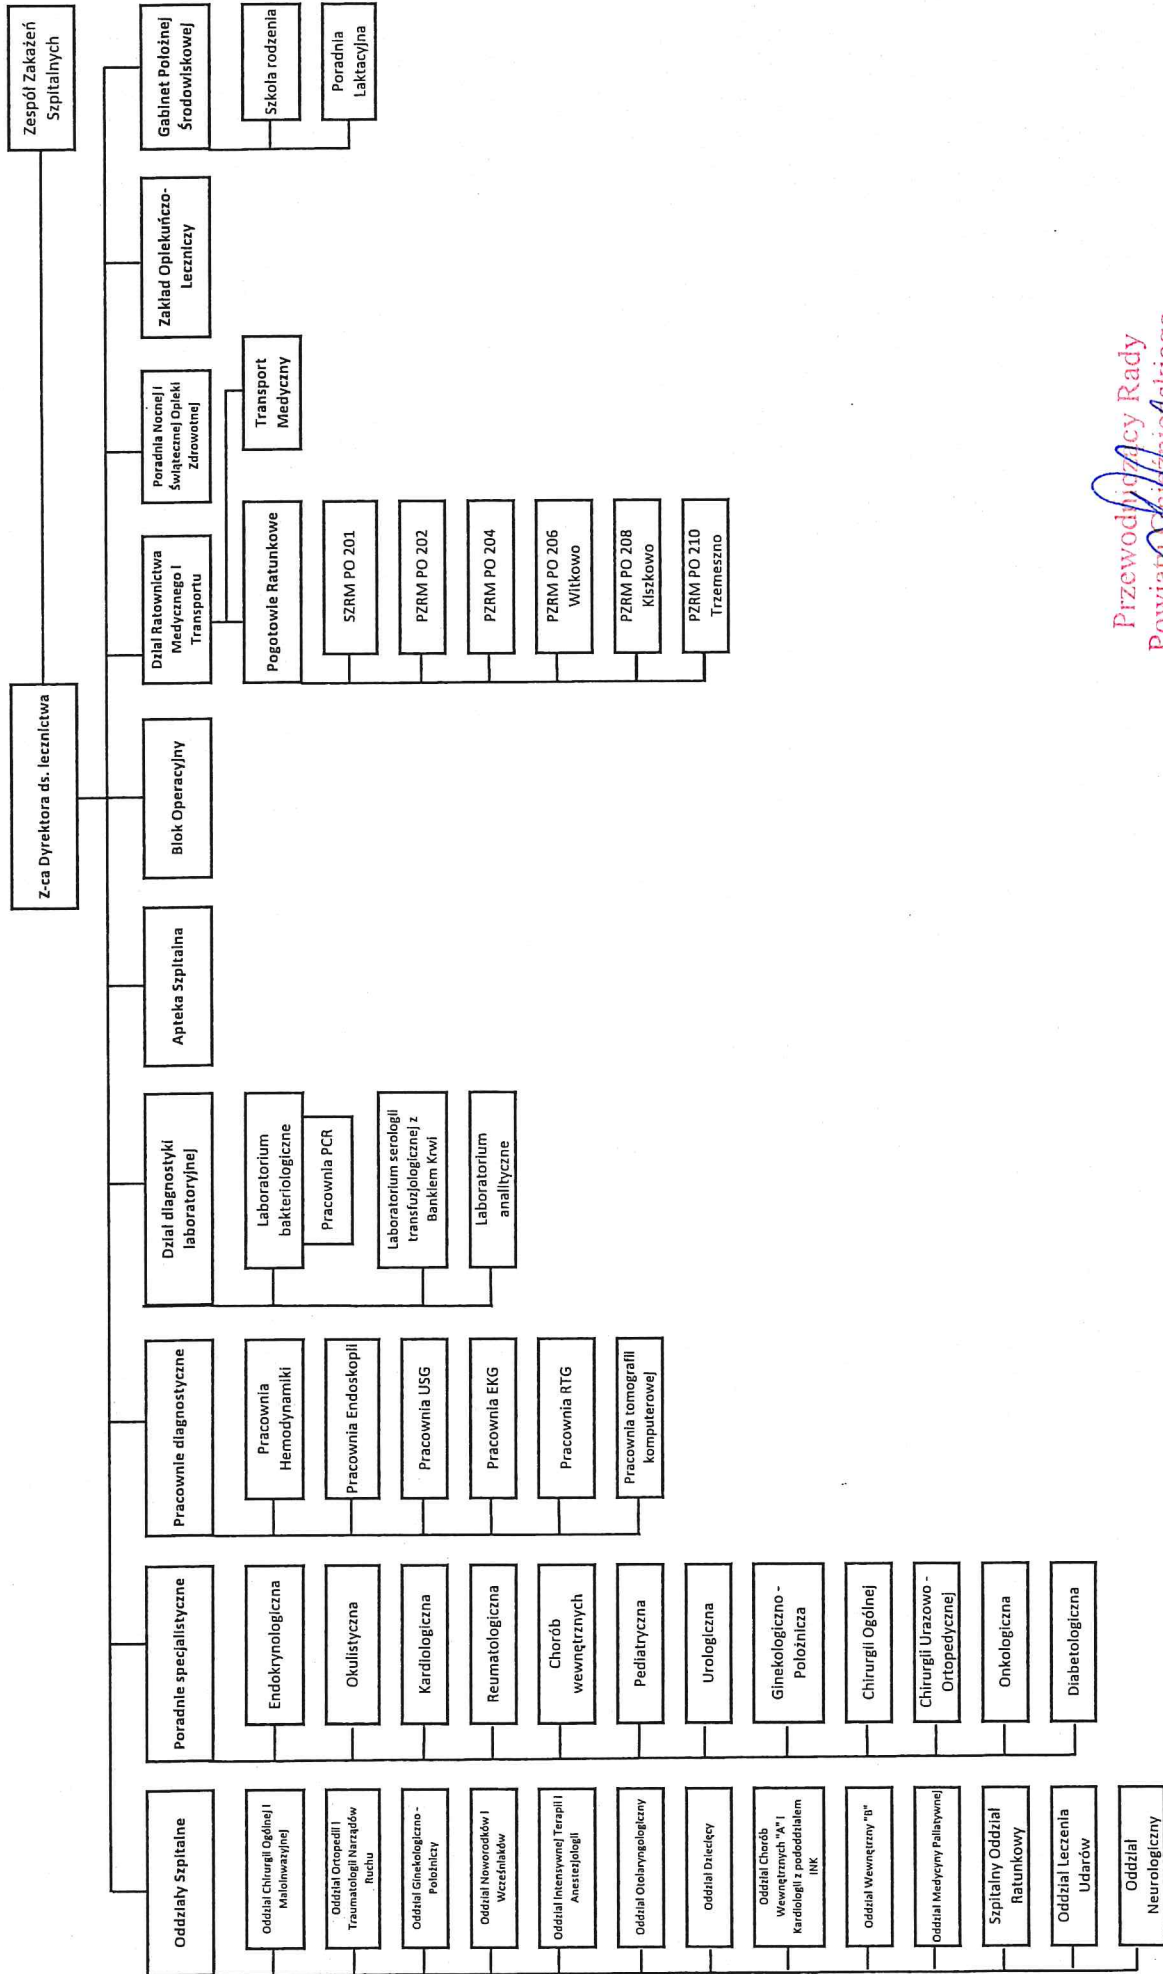 Z-ca Dyrektora ds. lecznictwa
Zespół Zakażeń
Szpitalnych
Oddziały Szpitalne
Oddział Chirurgii Ogólnej i
Małoinwazyjnej
Oddział Ortopedii i
Traumatologii Narządów
Ruchu
Oddział Ginekologiczno -
Położniczy
Oddział Noworodków i
Wcześniaków
Oddział Intensywnej Terapii i
Anestezjologii
Oddział Otolaryngologiczny
Oddział Dziecięcy
Oddział Chorób
Wewnętrznych "A" i
Kardiologii z pododdziałem
INK
Oddział Wewnętrzny "B"
Oddział Medycyny Paliatywnej
Szpitalny Oddział
Ratunkowy
Oddział Leczenia
Udarów
Oddział
Neurologiczny
Poradnie specjalistyczne
Endokrynologiczna
Okulistyczna
Kardiologiczna
Reumatologiczna
Chorób
wewnętrznych
Pediatryczna
Urologiczna
Ginekologiczno -
Położnicza
Chirurgii Ogólnej
Chirurgii Urazowo -
Ortopedycznej
Onkologiczna
Diabetologiczna
Pracownie diagnostyczne
Pracownia
Hemodynamiki
Pracownia Endoskopii
Pracownia USG
Pracownia EKG
Pracownia RTG
Pracownia tomografii
komputerowej
Dział diagnostyki
laboratoryjnej
Laboratorium
bakteriologiczne
Pracownia PCR
Laboratorium serologii
transfuzjologicznej z
Bankiem Krwi
Laboratorium
analityczne
Apteka Szpitalna
Blok Operacyjny
Dział Ratownictwa
Medycznego i
Transportu
Pogotowie Ratunkowe
SZRM PO 201
PZRM PO 202
PZRM PO 204
PZRM PO 206
Witkowo
PZRM PO 208
Kiszkowo
PZRM PO 210
Trzemeszno
Transport
Medyczny
Poradnia Nocnej i
Świątecznej Opieki
Zdrowotnej
Zakład Opiekuńczo-
Leczniczy
Gabinet Położnej
Środowiskowej
Szkoła rodzenia
Poradnia
Laktacyjna
Przewodniczący Rady
Powiatu